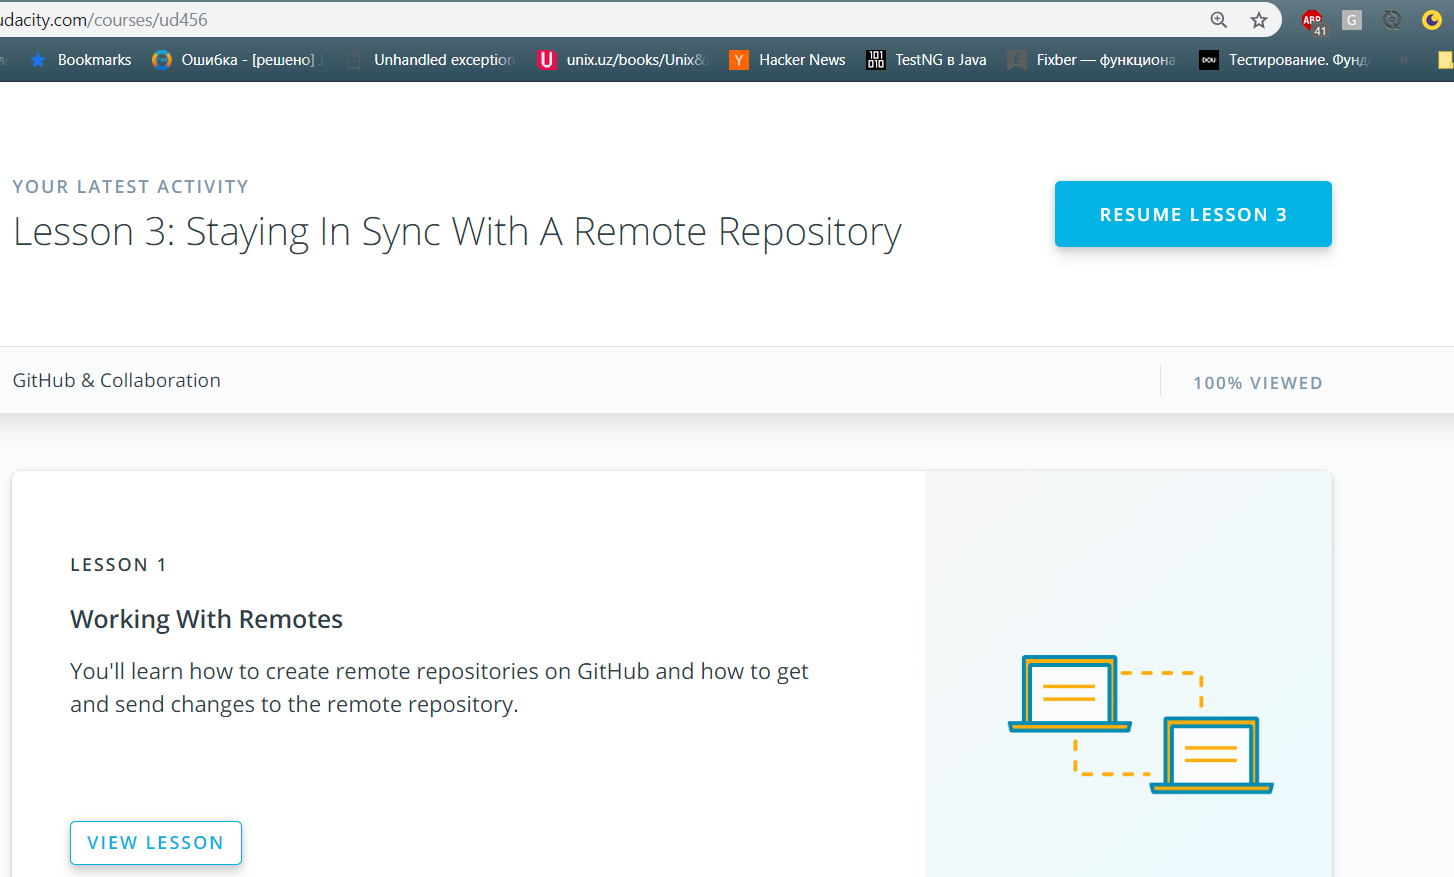 udacity.com/courses/ud456
ABP
41
G
Bookmarks
Ошибка - [решено]
Unhandled exception
U
unix.uz/books/Unix&
Y
Hacker News
101
010
TestNG в Java
F
Fixber — функциона
DOU
Тестирование. Фунд
»
YOUR LATEST ACTIVITY
Lesson 3: Staying In Sync With A Remote Repository
RESUME LESSON 3
GitHub & Collaboration
100% VIEWED
LESSON 1
Working With Remotes
You'll learn how to create remote repositories on GitHub and how to get
and send changes to the remote repository.
VIEW LESSON